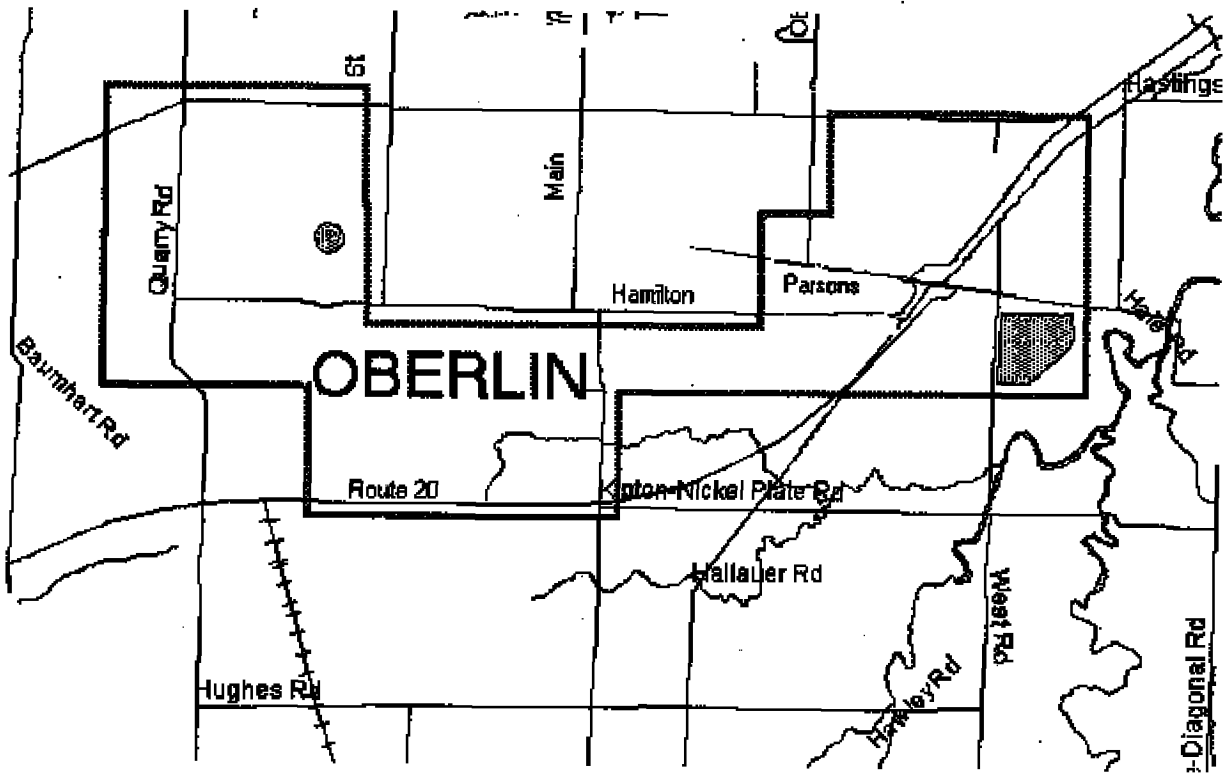 St
Hastings
Main
Quarry Rd
Hamilton
Parsons
Baumhart Rd
OBERLIN
Route 20
Kipton-Nickel Plate Rd
Hallauer Rd
West Rd
Hughes Rd
Hawley Rd
-Diagonal Rd